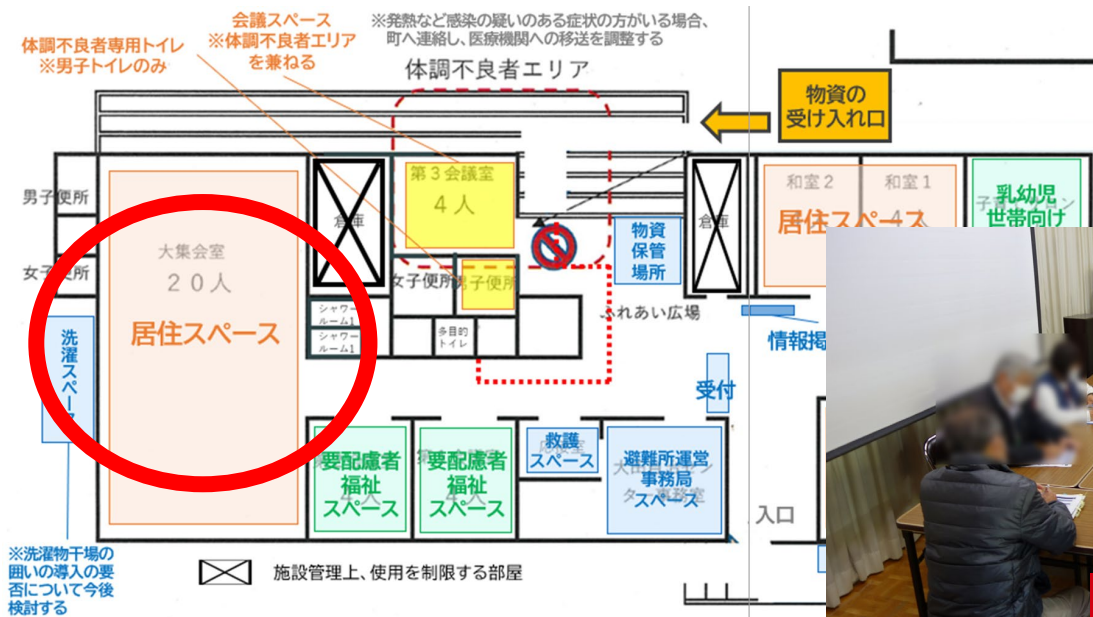 会議スペース
※体調不良者エリア
を兼ねる
※発熱など感染の疑いのある症状の方がいる場合、
町へ連絡し、医療機関への移送を調整する
体調不良者専用トイレ
※男子トイレのみ
体調不良者エリア
物資の
受け入れ口
男子便所
女子便所
大集会室
20人
居住スペース
倉庫
第3会議室
4人
女子便所
男子便所
シャワー
ルーム1
シャワー
ルーム1
多目的
トイレ
物資
保管
場所
倉庫
和室2
和室1
居住スペース
乳幼児
世帯向け
ふれあい広場
情報掲
受付
洗濯スペース
要配慮者
福祉
スペース
4人
要配慮者
福祉
スペース
4人
救護
スペース
避難所運営
事務局
スペース
入口
※洗濯物干場の
囲いの導入の要
否について今後
検討する
施設管理上、使用を制限する部屋